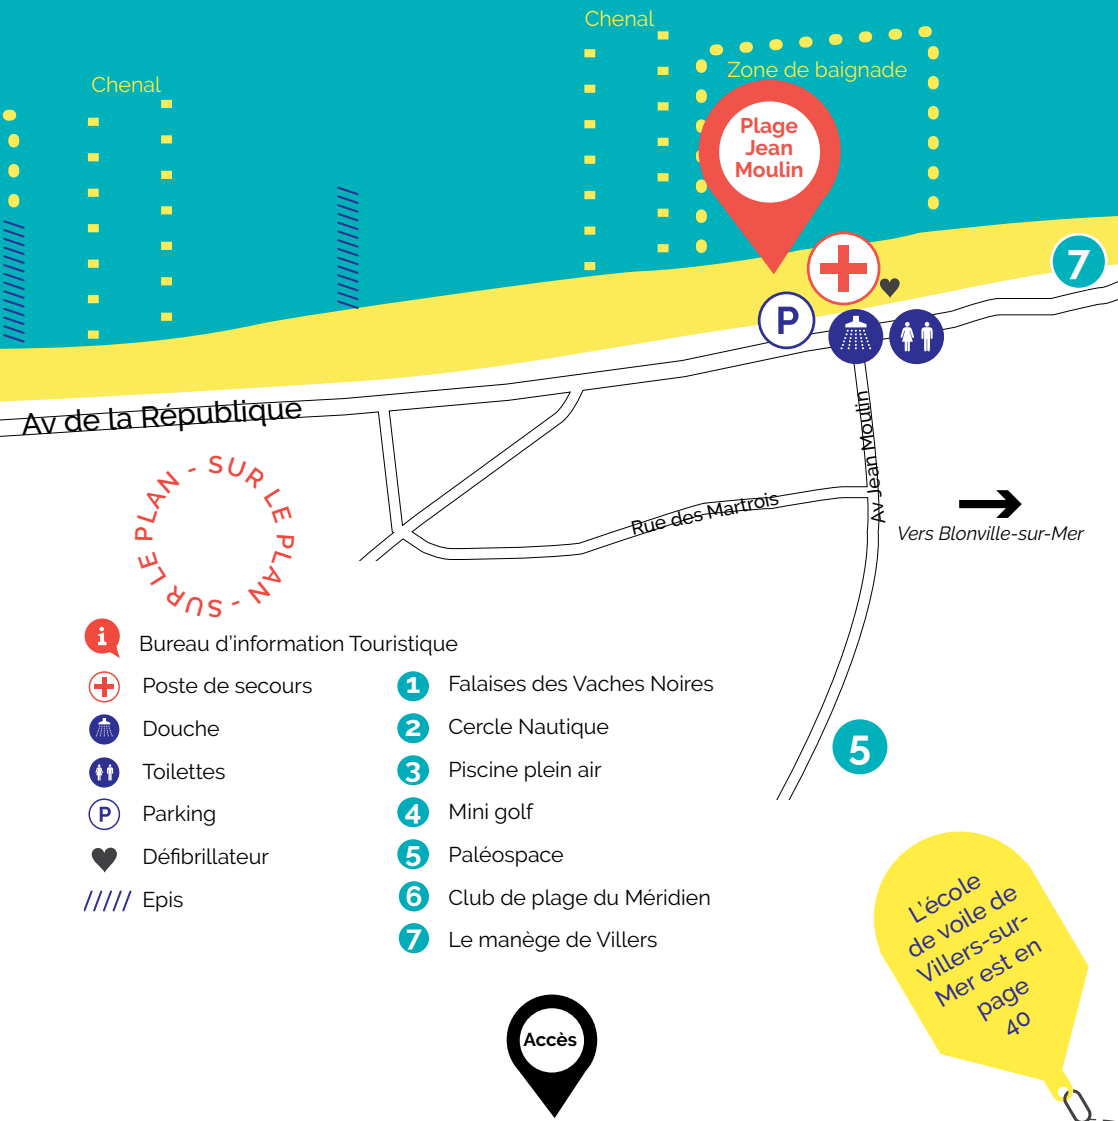 Chenal
Chenal
Zone de baignade
Plage
Jean
Moulin
7
P
Av de la République
Av Jean Moulin
Rue des Martrois
Vers Blonville-sur-Mer
SUR LE PLAN - SUR LE PLAN -
i Bureau d'information Touristique
Poste de secours
Douche
Toilettes
P Parking
Défibrillateur
Epis
1 Falaises des Vaches Noires
2 Cercle Nautique
3 Piscine plein air
4 Mini golf
5 Paléospace
6 Club de plage du Méridien
7 Le manège de Villers
5
L'école
de voile de
Villers-sur-
Mer est en
page
40
Accès